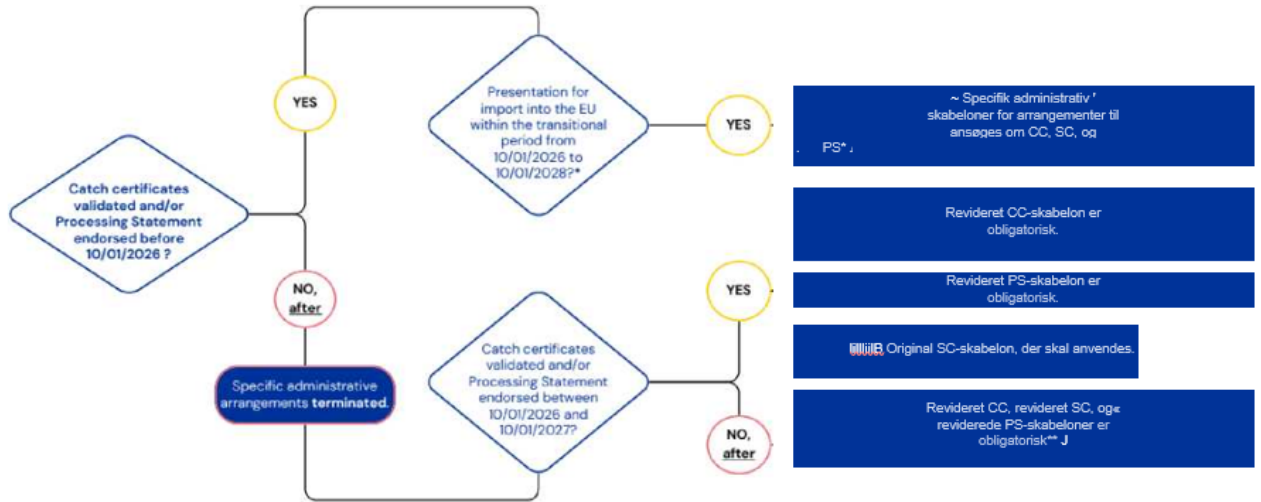 Catch certificates
validated and/or
Processing Statement
endorsed before
10/01/2026 ?
YES
NO,
after
Specific administrative
arrangements terminated.
Presentation for
import into the EU
within the transitional
period from
10/01/2026 to
10/01/2028?*
YES
~ Specifik administrativ '
skabeloner for arrangementer til
ansøges om CC, SC, og
. PS* ȷ
Catch certificates
validated and/or
Processing Statement
endorsed between
10/01/2026 and
10/01/2027?
YES
Revideret CC-skabelon er
obligatorisk.
Revideret PS-skabelon er
obligatorisk.
Original SC-skabelon, der skal anvendes.
NO,
after
Revideret CC, revideret SC, og«
reviderede PS-skabeloner er
obligatorisk** J